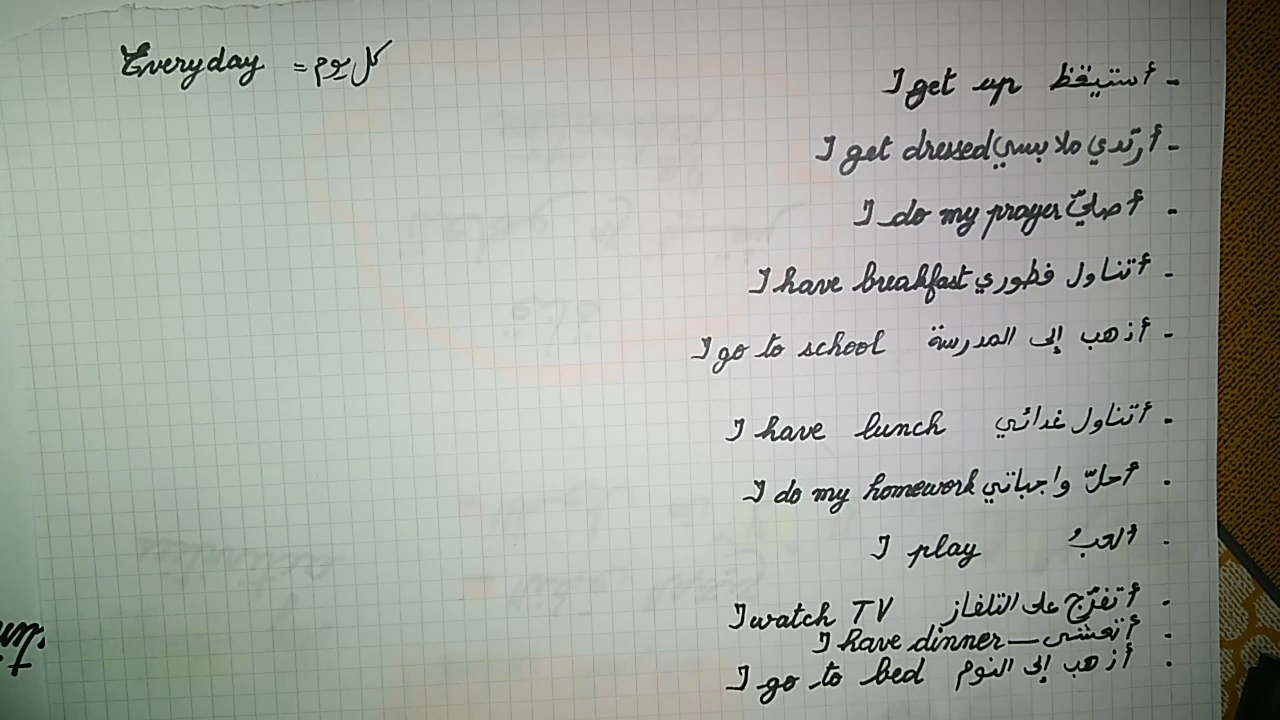 Everyday = كل يوم
- أستيقظ I get up
- أرتدي ملابسي I get dressed
- أصليّ I do my prayer
- أتناول فطوري I have breakfast
- أذهب إلى المدرسة I go to school
- أتناول غدائي I have lunch
- أحلّ واجباتي I do my homework
- ألعبُ I play
- أتفرّج على التلفاز I watch TV
- أتعشى — I have dinner
- أذهب إلى النوم I go to bed